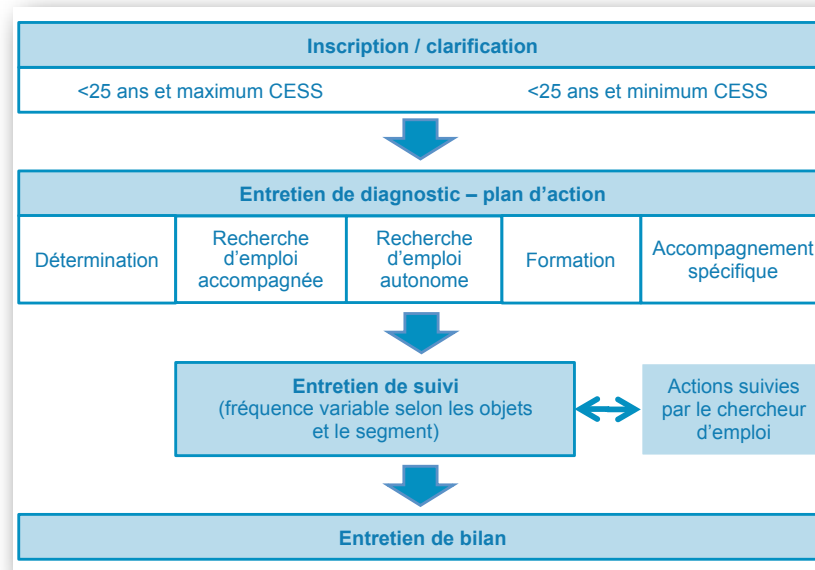 Inscription / clarification
<25 ans et maximum CESS
<25 ans et minimum CESS
Entretien de diagnostic – plan d’action
Détermination
Recherche
d’emploi
accompagnée
Recherche
d’emploi
autonome
Formation
Accompagnement
spécifique
Entretien de suivi
(fréquence variable selon les objets
et le segment)
Actions suivies
par le chercheur
d’emploi
Entretien de bilan